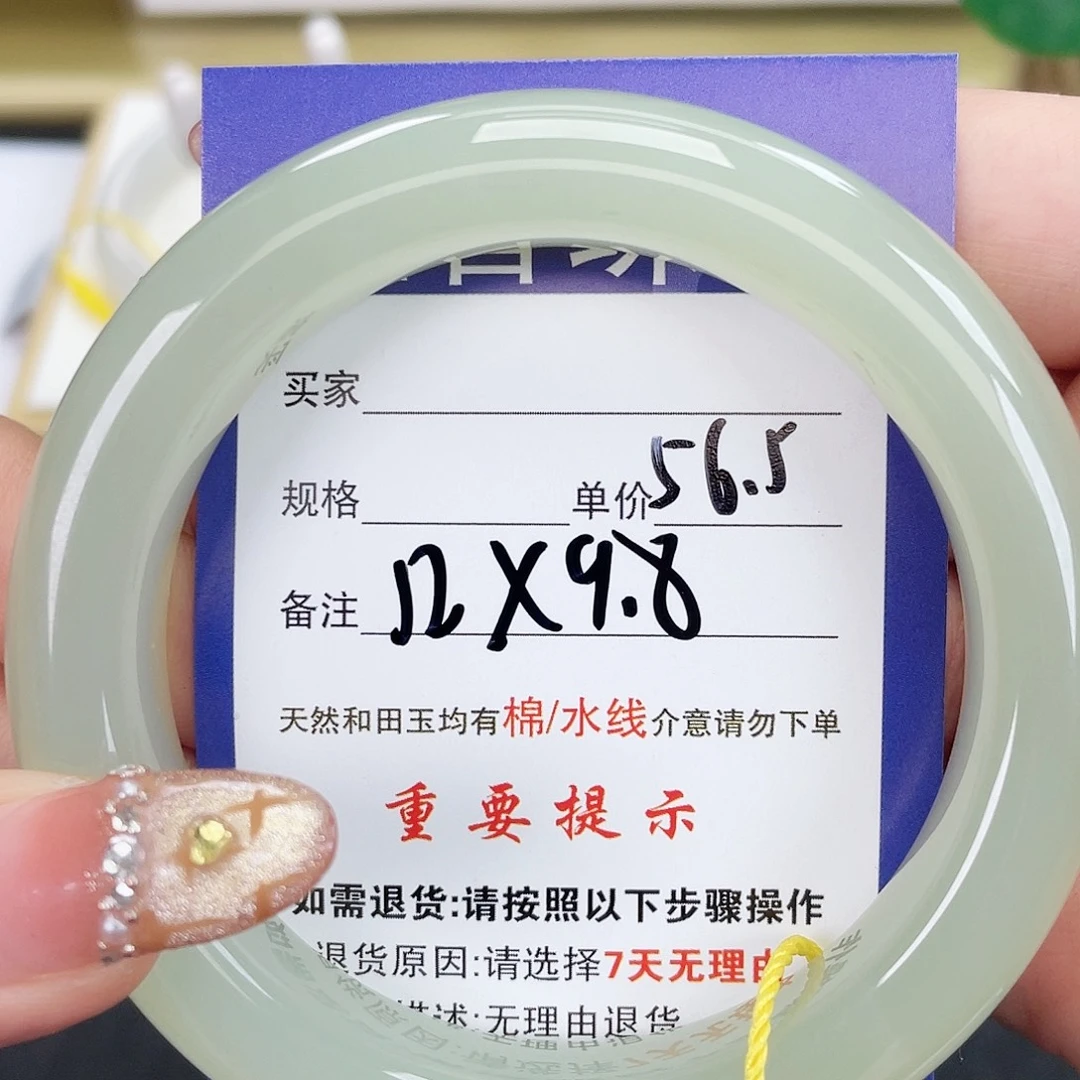 买家
规格 单价 56.5
备注 12X9.8
天然和田玉均有棉/水线介意请勿下单
重要提示
如需退货:请按照以下步骤操作
退货原因:请选择7天无理由
描述:无理由退货